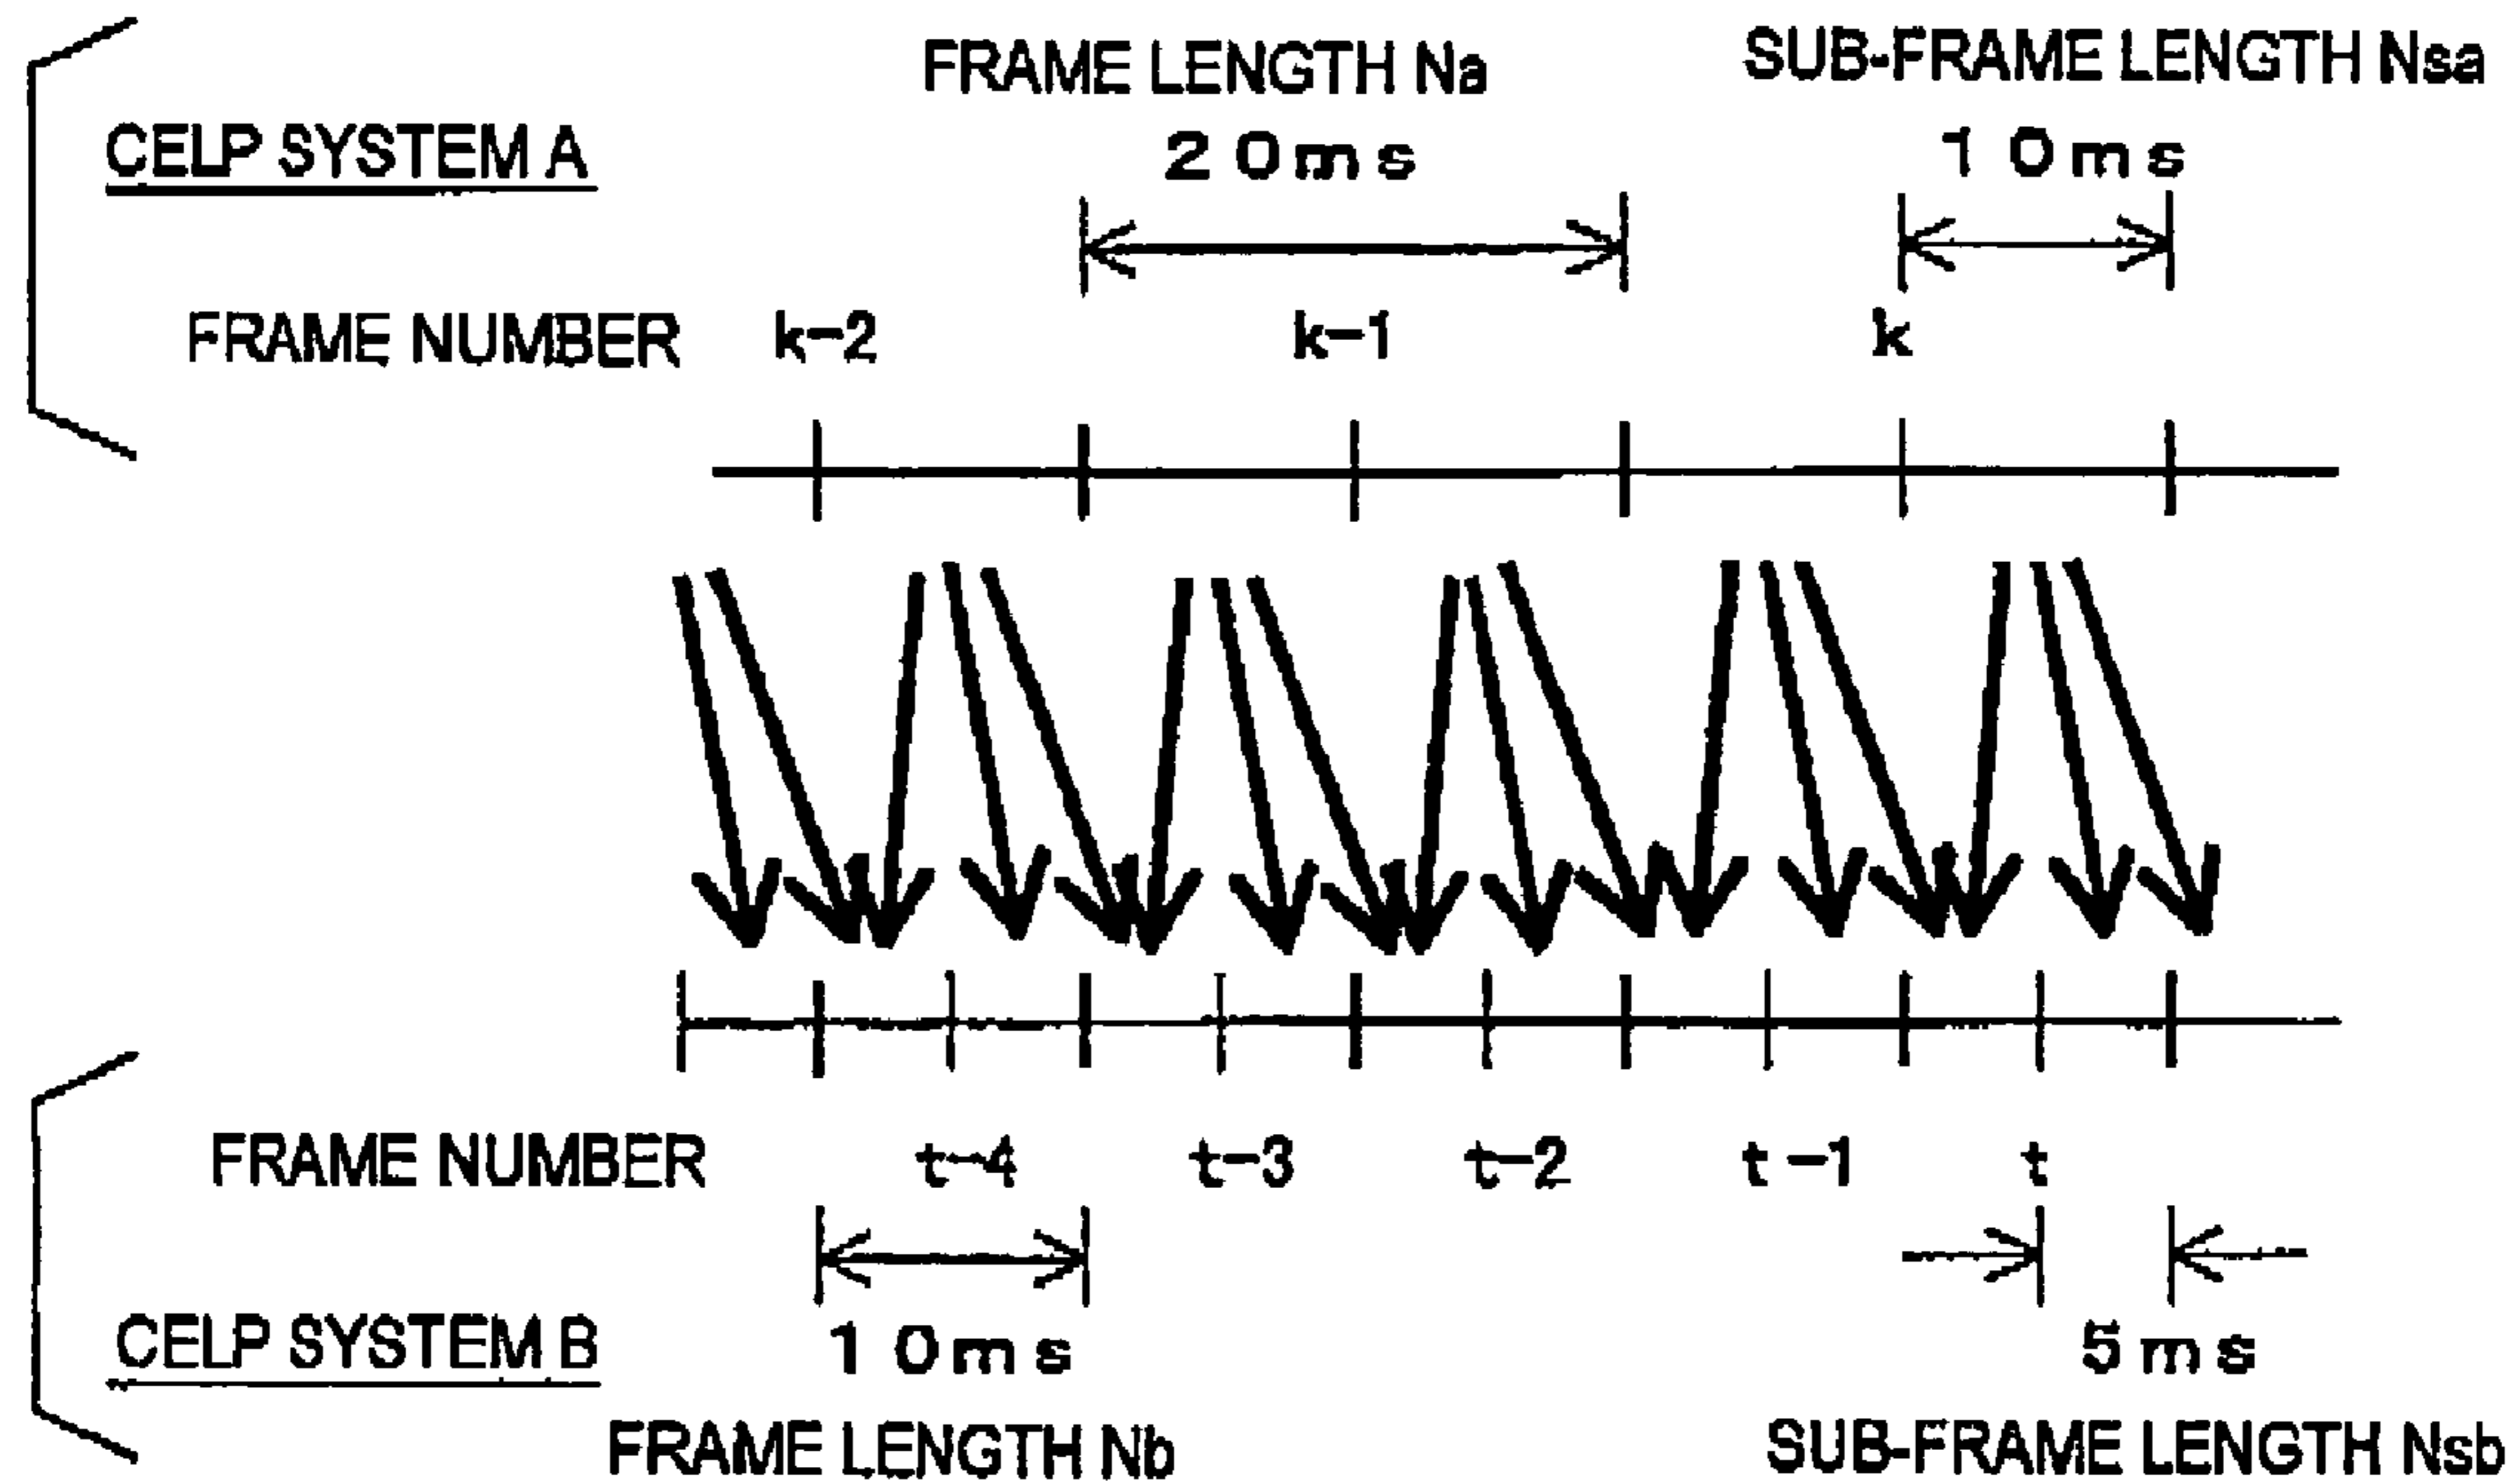 FRAME LENGTH Na
SUB-FRAME LENGTH Nsa
CELP SYSTEM A
20ms
10ms
FRAME NUMBER k-2 k-1 k
FRAME NUMBER t-4 t-3 t-2 t-1 t
CELP SYSTEM B
10ms
5ms
FRAME LENGTH Nb
SUB-FRAME LENGTH Nsb